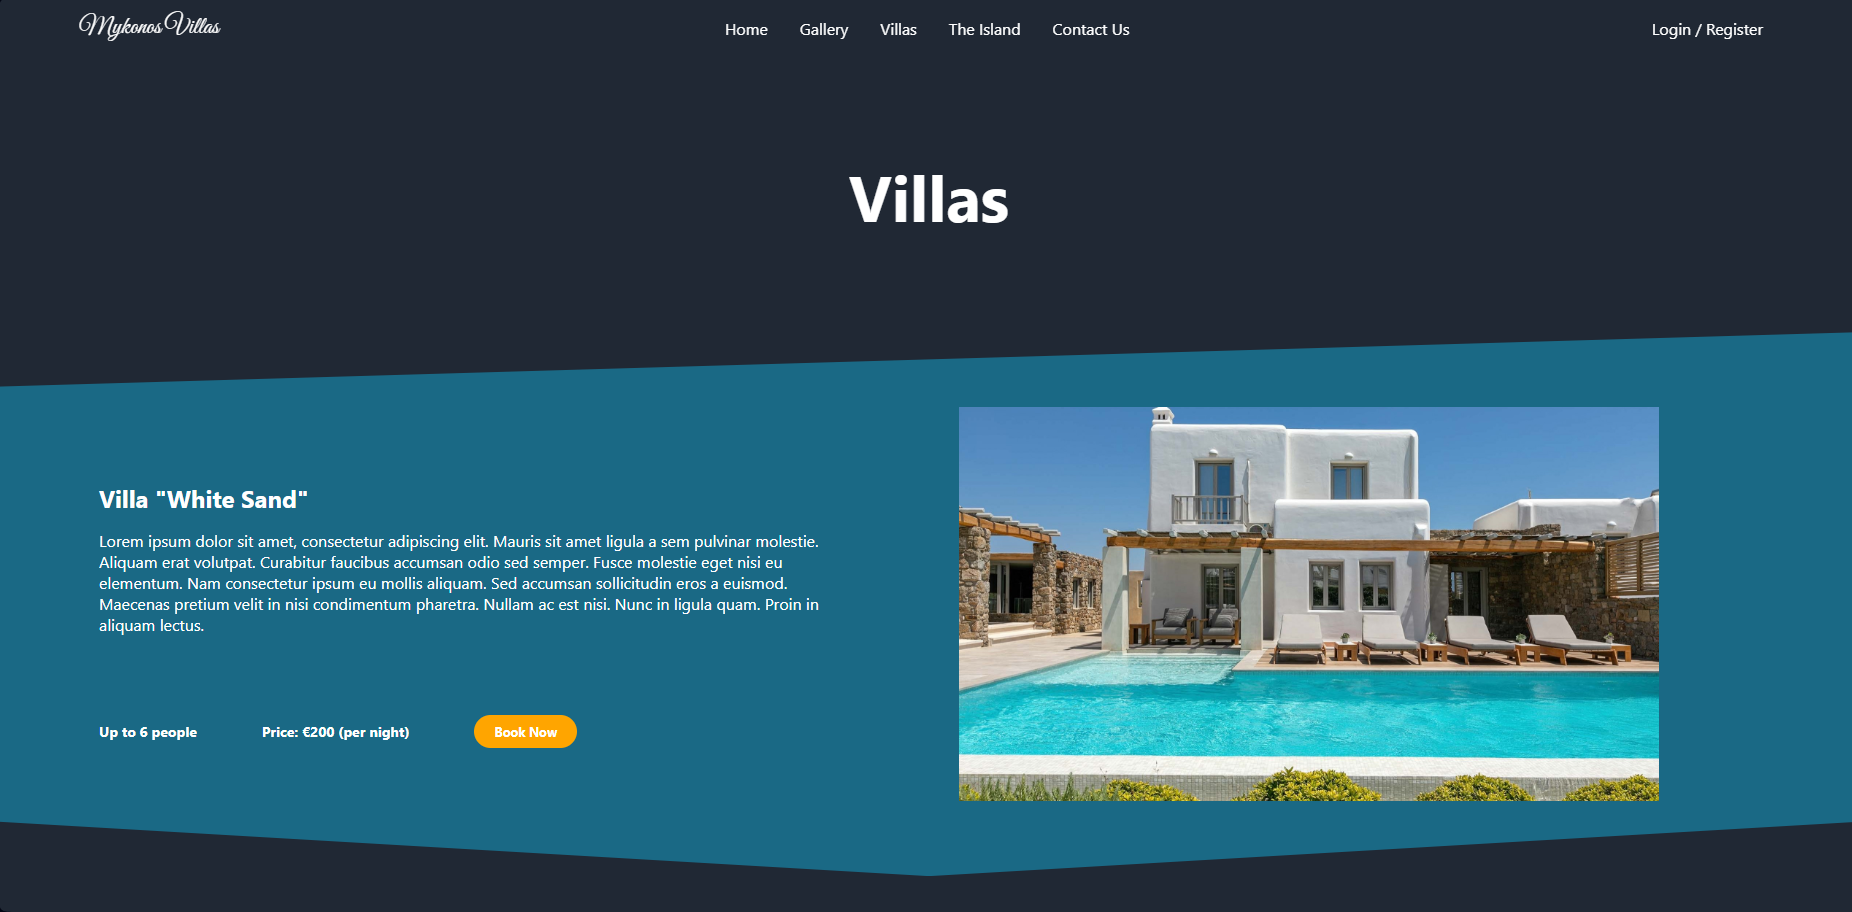 Mykonos Villas
Home Gallery Villas The Island Contact Us
Login / Register
Villas
Villa "White Sand"
Lorem ipsum dolor sit amet, consectetur adipiscing elit. Mauris sit amet ligula a sem pulvinar molestie.
Aliquam erat volutpat. Curabitur faucibus accumsan odio sed semper. Fusce molestie eget nisi eu
elementum. Nam consectetur ipsum eu mollis aliquam. Sed accumsan sollicitudin eros a euismod.
Maecenas pretium velit in nisi condimentum pharetra. Nullam ac est nisi. Nunc in ligula quam. Proin in
aliquam lectus.
Up to 6 people
Price: €200 (per night)
Book Now